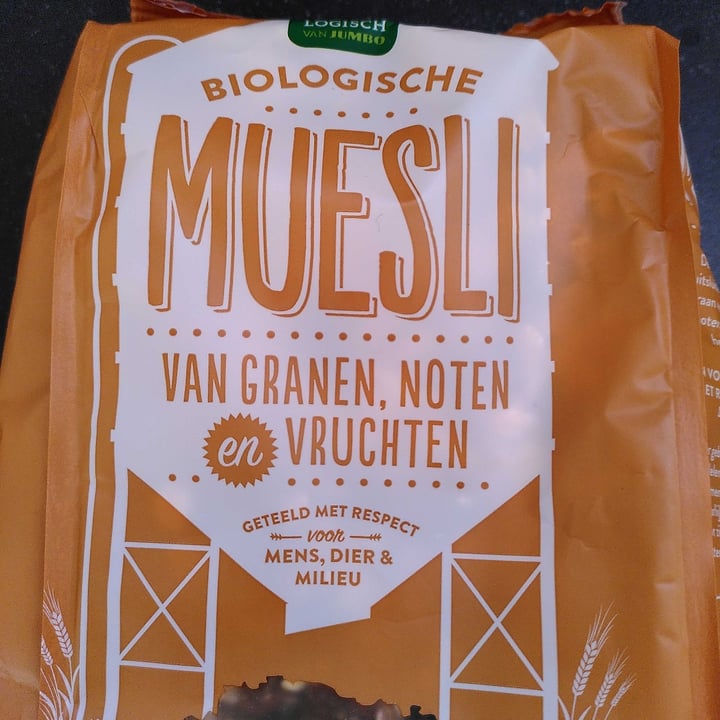 LOGISCH
VAN JUMBO
BIOLOGISCHE
MUESLI
VAN GRANEN, NOTEN
en VRUCHTEN
GETEELD MET RESPECT
voor
MENS, DIER &
MILIEU